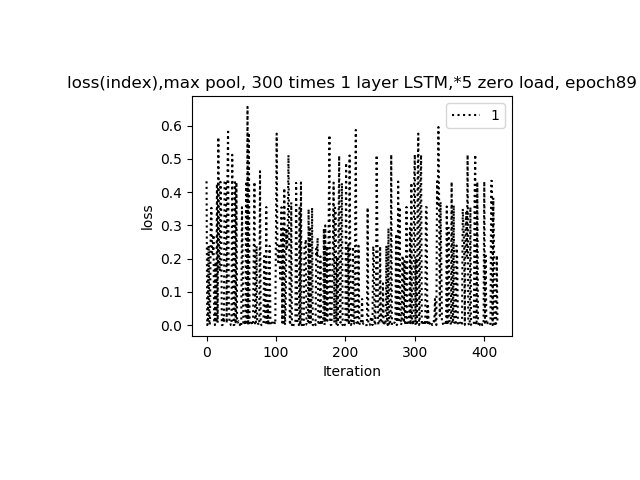 loss(index),max pool, 300 times 1 layer LSTM,*5 zero load, epoch89
1
0.6
0.5
0.4
0.3
0.2
0.1
0.0
loss
0 100 200 300 400
Iteration